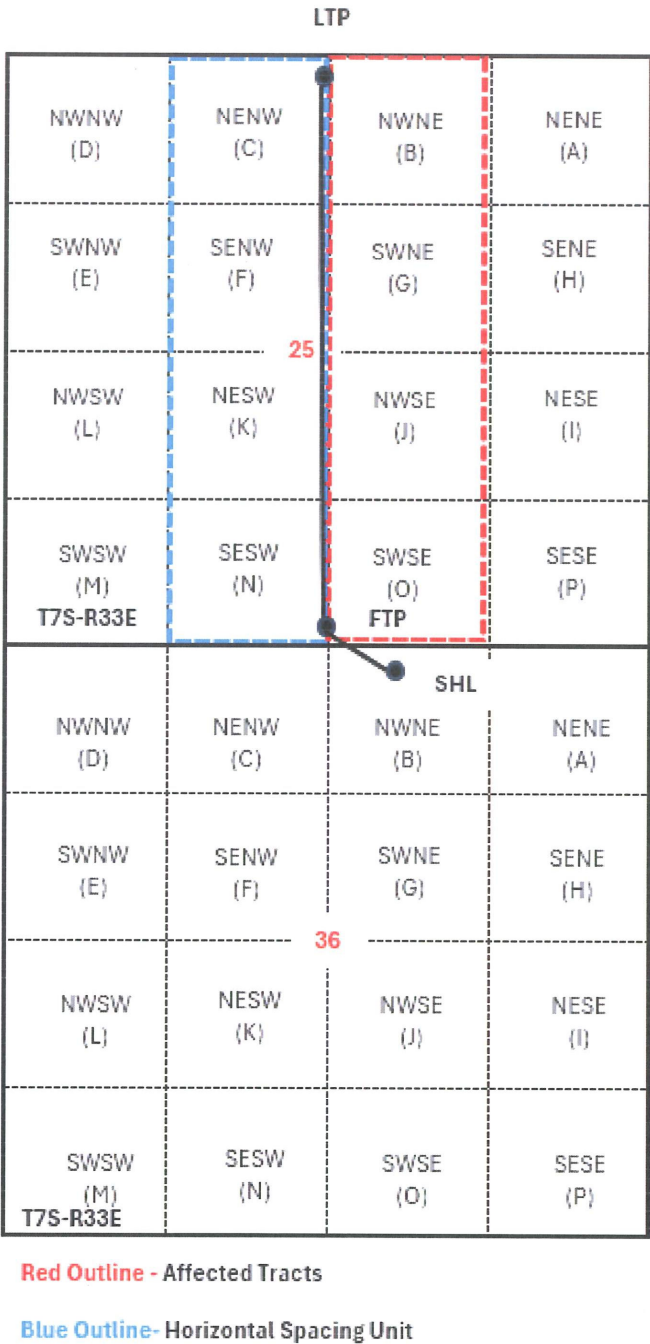 LTP
NWNW NENW NWNE NENE
(D) (C) (B) (A)
SWNW SENW SWNE SENE
(E) (F) (G) (H)
25
NWSW NESW NWSE NESE
(L) (K) (J) (I)
SWSW SESW SWSE SESE
(M) (N) (O) (P)
T7S-R33E FTP
SHL
NWNW NENW NWNE NENE
(D) (C) (B) (A)
SWNW SENW SWNE SENE
(E) (F) (G) (H)
36
NWSW NESW NWSE NESE
(L) (K) (J) (I)
SWSW SESW SWSE SESE
(M) (N) (O) (P)
T7S-R33E
Red Outline - Affected Tracts
Blue Outline- Horizontal Spacing Unit